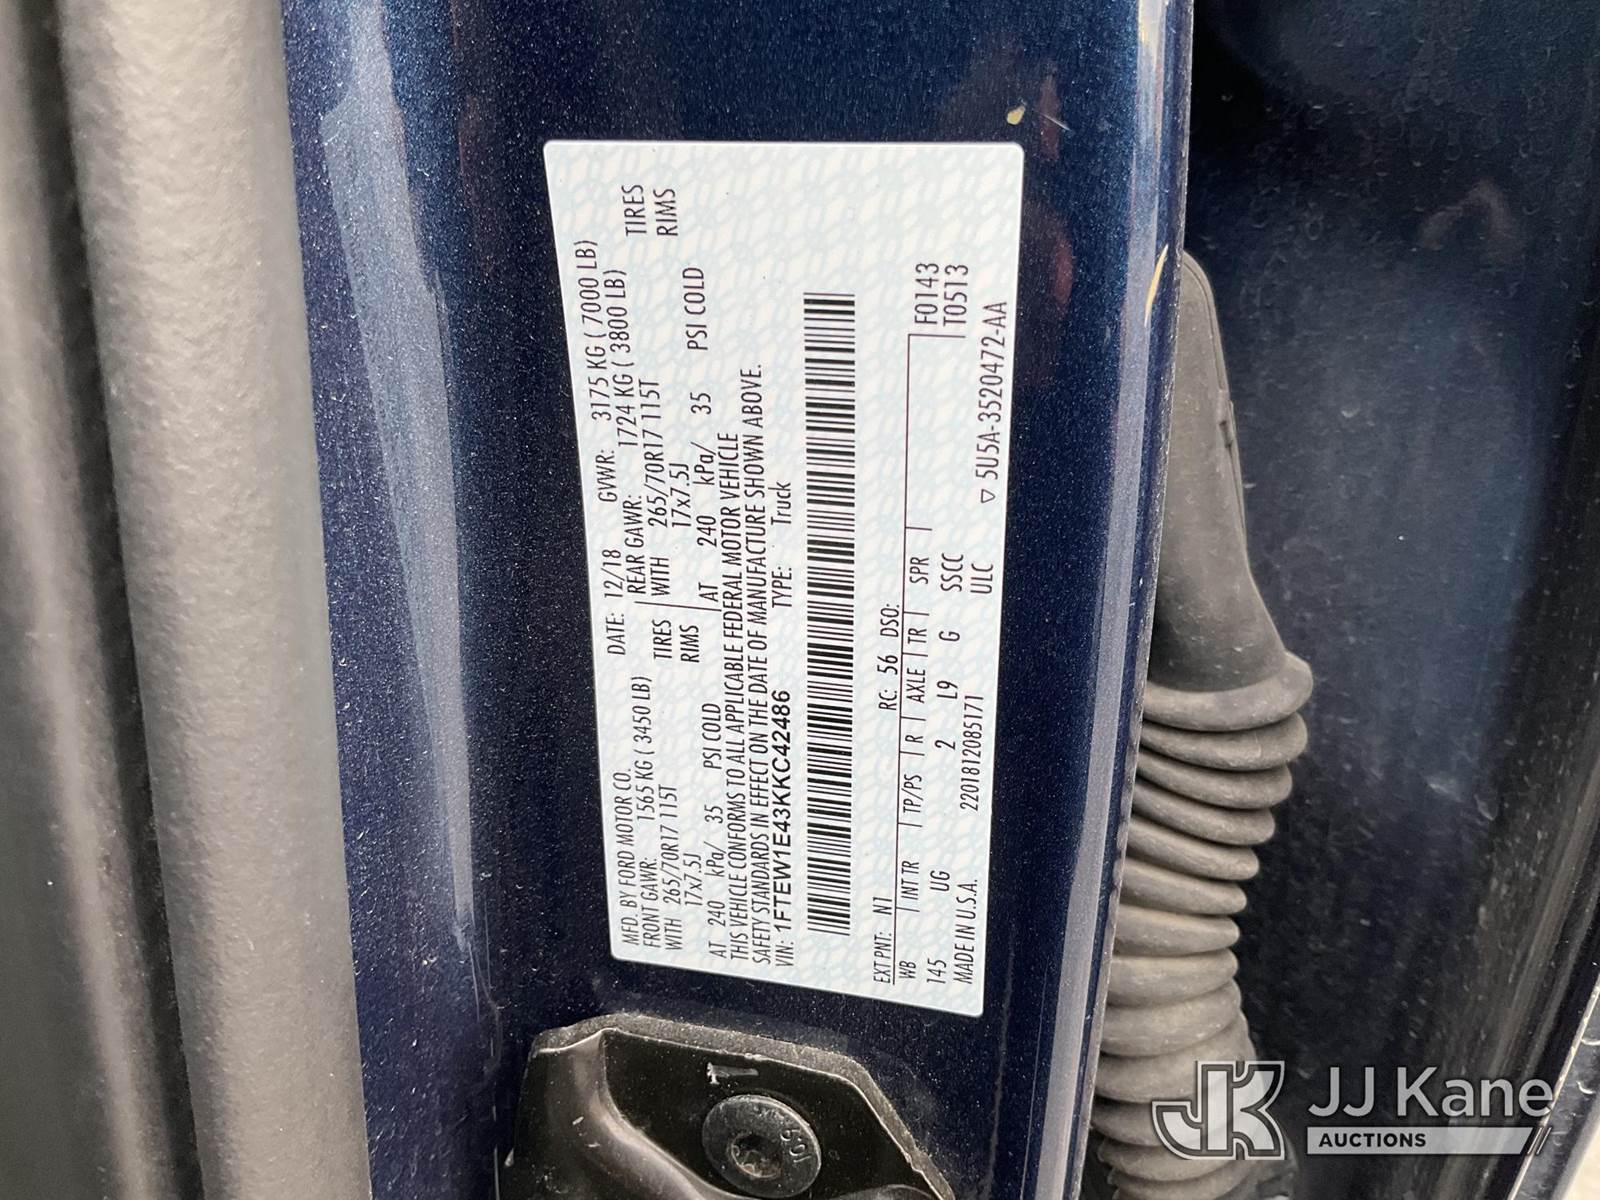 MFD. BY FORD MOTOR CO.
DATE: 12/18 GVWR: 3175 KG ( 7000 LB)
FRONT GAWR: 1565 KG ( 3450 LB)
REAR GAWR: 1724 KG ( 3800 LB)
WITH 265/70R17 115T TIRES
WITH 265/70R17 115T TIRES
17x7.5J RIMS
17x7.5J RIMS
AT 240 kPa/ 35 PSI COLD
AT 240 kPa/ 35 PSI COLD
THIS VEHICLE CONFORMS TO ALL APPLICABLE FEDERAL MOTOR VEHICLE
SAFETY STANDARDS IN EFFECT ON THE DATE OF MANUFACTURE SHOWN ABOVE.
VIN: 1FTEW1E43KKC42486 TYPE: Truck
EXT PNT: N1 RC: 56 DSO:
WB INT TR TP/PS R AXLE TR SPR F0143
145 UG 2 L9 G SSCC T0513
ULC
MADE IN U.S.A. 2201812085171 ▽ 5U5A-3520472-AA
JK JJ Kane
AUCTIONS